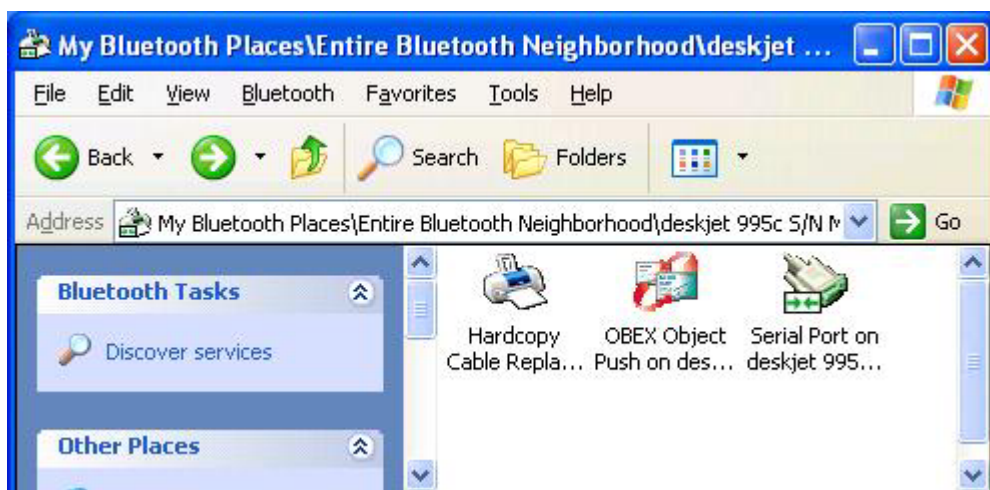 My Bluetooth Places\Entire Bluetooth Neighborhood\deskjet ...
File Edit View Bluetooth Favorites Tools Help
Back Search Folders
Address My Bluetooth Places\Entire Bluetooth Neighborhood\deskjet 995c S/N Go
Bluetooth Tasks
Discover services
Other Places
Hardcopy
Cable Repla...
OBEX Object
Push on des...
Serial Port on
deskjet 995...